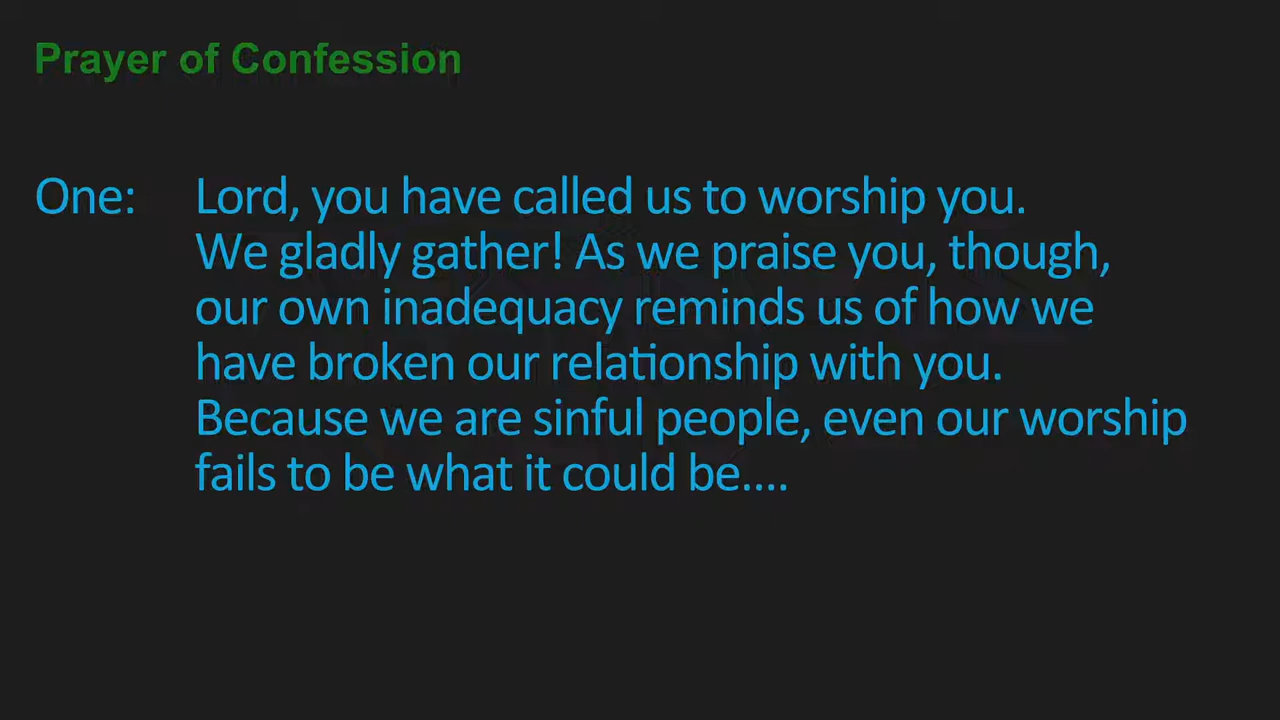 Prayer of Confession
One: Lord, you have called us to worship you.
We gladly gather! As we praise you, though,
our own inadequacy reminds us of how we
have broken our relationship with you.
Because we are sinful people, even our worship
fails to be what it could be....